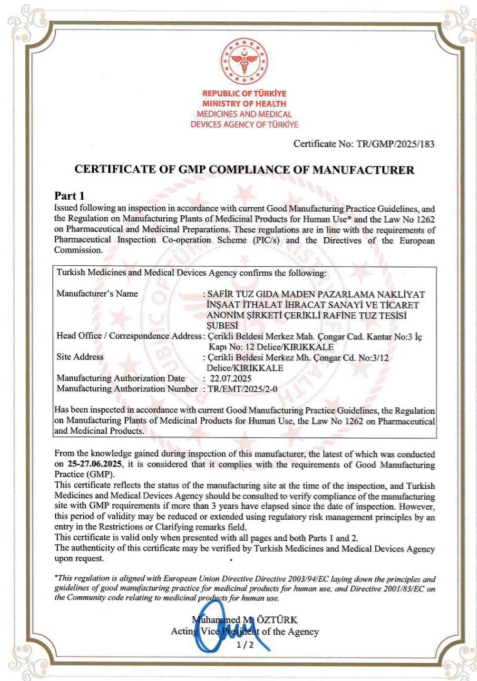 REPUBLIC OF TÜRKİYE
MINISTRY OF HEALTH
MEDICINES AND MEDICAL
DEVICES AGENCY OF TÜRKİYE
Certificate No: TR/GMP/2025/183
CERTIFICATE OF GMP COMPLIANCE OF MANUFACTURER
Part 1
Issued following an inspection in accordance with current Good Manufacturing Practice Guidelines, and
the Regulation on Manufacturing Plants of Medicinal Products for Human Use* and the Law No 1262
on Pharmaceutical and Medicinal Preparations. These regulations are in line with the requirements of
Pharmaceutical Inspection Co-operation Scheme (PIC/s) and the Directives of the European
Commission.
Turkish Medicines and Medical Devices Agency confirms the following:
Manufacturer's Name : SAFİR TUZ GIDA MADEN PAZARLAMA NAKLİYAT
İNŞAAT İTHALAT İHRACAT SANAYİ VE TİCARET
ANONİM ŞİRKETİ ÇERİKLİ RAFİNE TUZ TESİSİ
ŞUBESİ
Head Office / Correspondence Address : Çerikli Beldesi Merkez Mah. Çongar Cad. Kantar No:3 İç
Kapı No: 12 Delice/KIRIKKALE
Site Address : Çerikli Beldesi Merkez Mh. Çongar Cd. No:3/12
Delice/KIRIKKALE
Manufacturing Authorization Date : 22.07.2025
Manufacturing Authorization Number : TR/EMT/2025/2-0
Has been inspected in accordance with current Good Manufacturing Practice Guidelines, the Regulation
on Manufacturing Plants of Medicinal Products for Human Use, the Law No 1262 on Pharmaceutical
and Medicinal Products.
From the knowledge gained during inspection of this manufacturer, the latest of which was conducted
on 25-27.06.2025, it is considered that it complies with the requirements of Good Manufacturing
Practice (GMP).
This certificate reflects the status of the manufacturing site at the time of the inspection, and Turkish
Medicines and Medical Devices Agency should be consulted to verify compliance of the manufacturing
site with GMP requirements if more than 3 years have elapsed since the date of inspection. However,
this period of validity may be reduced or extended using regulatory risk management principles by an
entry in the Restrictions or Clarifying remarks field.
This certificate is valid only when presented with all pages and both Parts 1 and 2.
The authenticity of this certificate may be verified by Turkish Medicines and Medical Devices Agency
upon request.
*This regulation is aligned with European Union Directive Directive 2003/94/EC laying down the principles and
guidelines of good manufacturing practice for medicinal products for human use, and Directive 2001/83/EC on
the Community code relating to medicinal products for human use.
Muhammed M. ÖZTÜRK
Acting Vice President of the Agency
1 / 2